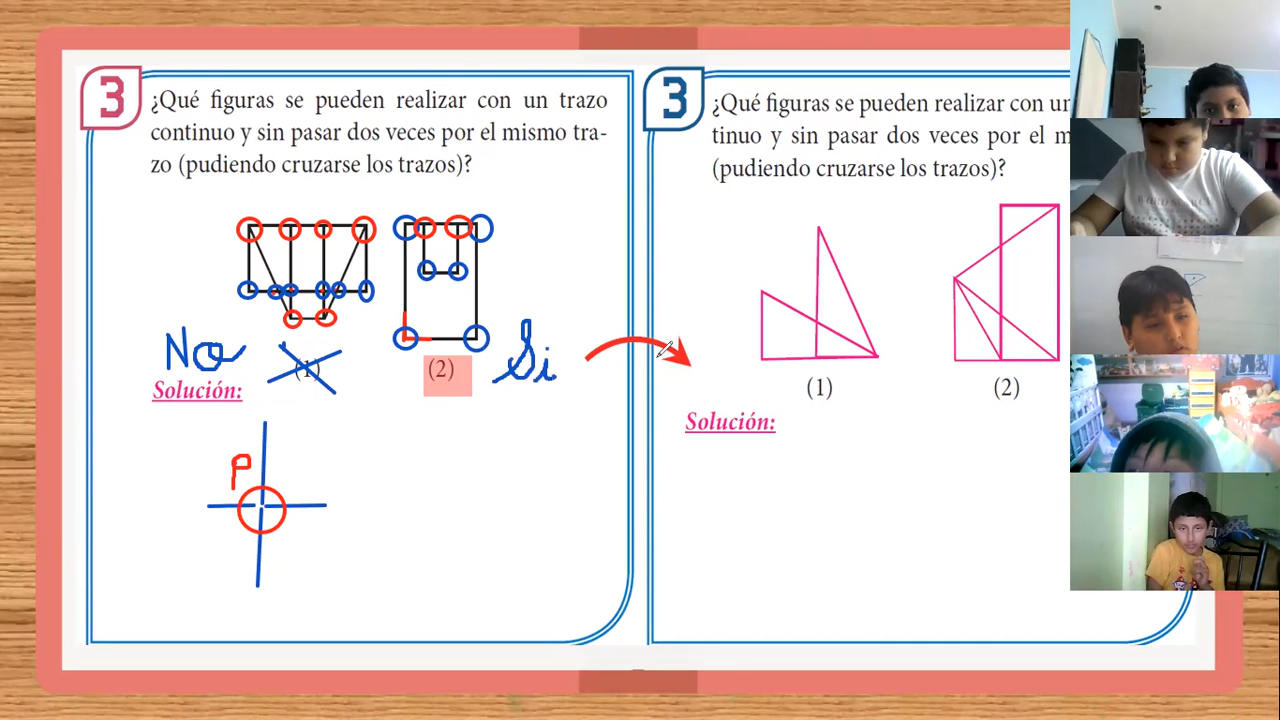 3
¿Qué figuras se pueden realizar con un trazo
continuo y sin pasar dos veces por el mismo tra-
zo (pudiendo cruzarse los trazos)?
No
(1)
(2)
Si
Solución:
P
3
¿Qué figuras se pueden realizar con un
tinuo y sin pasar dos veces por el m
(pudiendo cruzarse los trazos)?
(1)
(2)
Solución: